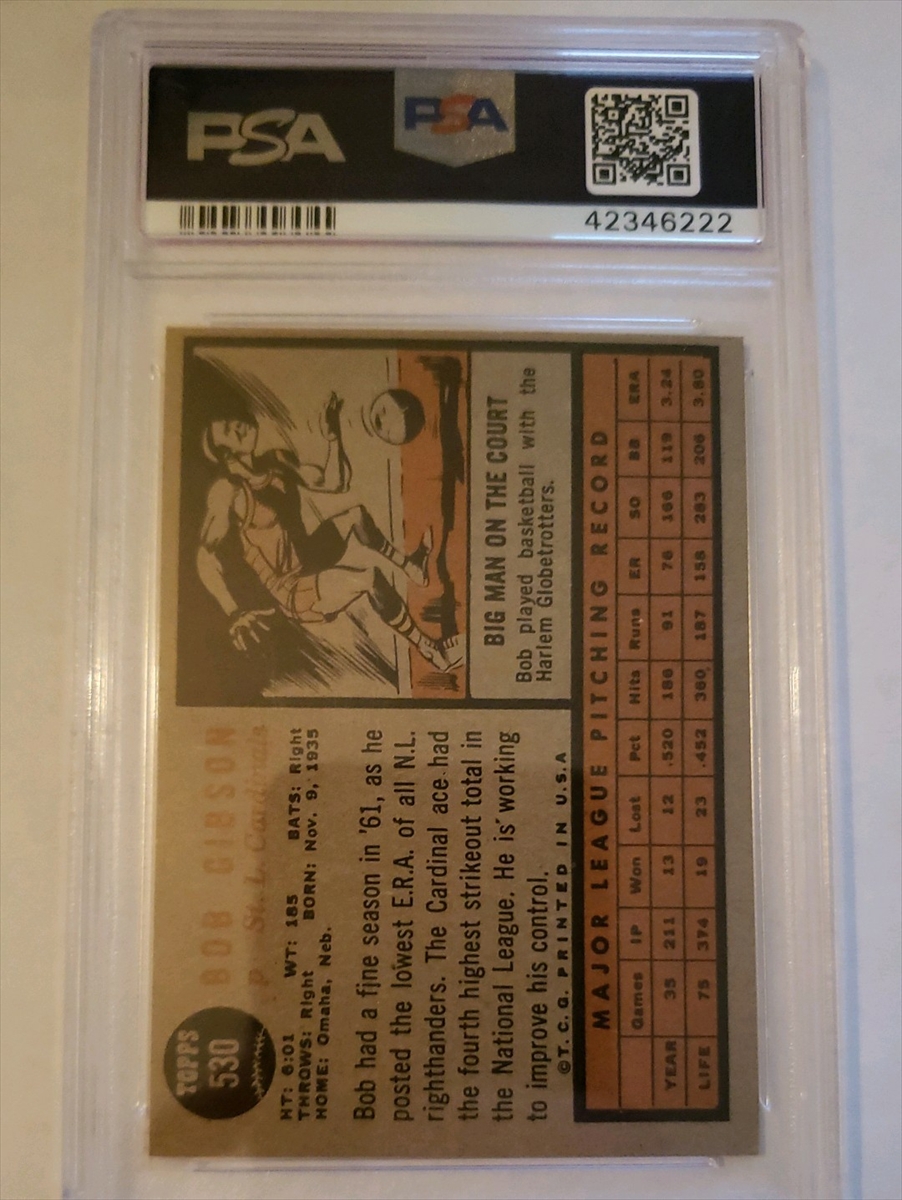 PSA
PSA
42346222
TOPPS
530
BOB GIBSON
P—St. L. Cardinals
HT: 6:01 WT: 185 BATS: Right
THROWS: Right BORN: Nov. 9, 1935
HOME: Omaha, Neb.
Bob had a fine season in '61, as he
posted the lowest E.R.A. of all N.L.
righthanders. The Cardinal ace had
the fourth highest strikeout total in
the National League. He is working
to improve his control.
©T. C. G. PRINTED IN U.S.A
BIG MAN ON THE COURT
Bob played basketball with the
Harlem Globetrotters.
MAJOR LEAGUE PITCHING RECORD
Games IP Won Lost Pct Hits Runs ER SO BB ERA
YEAR 35 211 13 12 .520 186 91 76 166 119 3.24
LIFE 75 374 19 23 .452 360 187 158 283 206 3.80